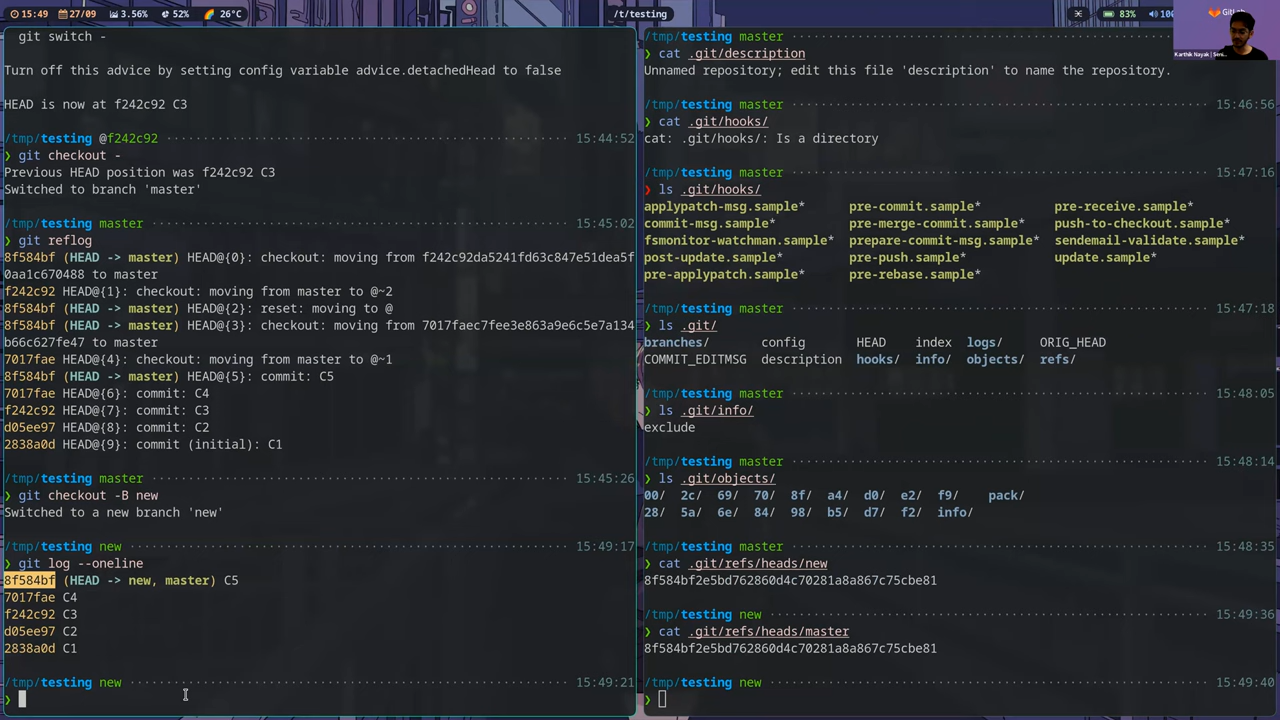 15:49 27/09 3.56% 52% 26°C
/t/testing
83% 100
GitLab
Karthik Nayak | Seni...
git switch -
Turn off this advice by setting config variable advice.detachedHead to false
HEAD is now at f242c92 C3
/tmp/testing @f242c92 15:44:52
❯ git checkout -
Previous HEAD position was f242c92 C3
Switched to branch 'master'
/tmp/testing master 15:45:02
❯ git reflog
8f584bf (HEAD -> master) HEAD@{0}: checkout: moving from f242c92da5241fd63c847e51dea5f
0aa1c670488 to master
f242c92 HEAD@{1}: checkout: moving from master to @~2
8f584bf (HEAD -> master) HEAD@{2}: reset: moving to @
8f584bf (HEAD -> master) HEAD@{3}: checkout: moving from 7017faec7fee3e863a9e6c5e7a134
b66c627fe47 to master
7017fae HEAD@{4}: checkout: moving from master to @~1
8f584bf (HEAD -> master) HEAD@{5}: commit: C5
7017fae HEAD@{6}: commit: C4
f242c92 HEAD@{7}: commit: C3
d05ee97 HEAD@{8}: commit: C2
2838a0d HEAD@{9}: commit (initial): C1
/tmp/testing master 15:45:26
❯ git checkout -B new
Switched to a new branch 'new'
/tmp/testing new 15:49:17
❯ git log --oneline
8f584bf (HEAD -> new, master) C5
7017fae C4
f242c92 C3
d05ee97 C2
2838a0d C1
/tmp/testing new 15:49:21
❯
/tmp/testing master
❯ cat .git/description
Unnamed repository; edit this file 'description' to name the repository.
/tmp/testing master 15:46:56
❯ cat .git/hooks/
cat: .git/hooks/: Is a directory
/tmp/testing master 15:47:16
❯ ls .git/hooks/
applypatch-msg.sample* pre-commit.sample* pre-receive.sample*
commit-msg.sample* pre-merge-commit.sample* push-to-checkout.sample*
fsmonitor-watchman.sample* prepare-commit-msg.sample* sendemail-validate.sample*
post-update.sample* pre-push.sample* update.sample*
pre-applypatch.sample* pre-rebase.sample*
/tmp/testing master 15:47:18
❯ ls .git/
branches/ config HEAD index logs/ ORIG_HEAD
COMMIT_EDITMSG description hooks/ info/ objects/ refs/
/tmp/testing master 15:48:05
❯ ls .git/info/
exclude
/tmp/testing master 15:48:14
❯ ls .git/objects/
00/ 2c/ 69/ 70/ 8f/ a4/ d0/ e2/ f9/ pack/
28/ 5a/ 6e/ 84/ 98/ b5/ d7/ f2/ info/
/tmp/testing master 15:48:35
❯ cat .git/refs/heads/new
8f584bf2e5bd762860d4c70281a8a867c75cbe81
/tmp/testing new 15:49:36
❯ cat .git/refs/heads/master
8f584bf2e5bd762860d4c70281a8a867c75cbe81
/tmp/testing new 15:49:40
❯